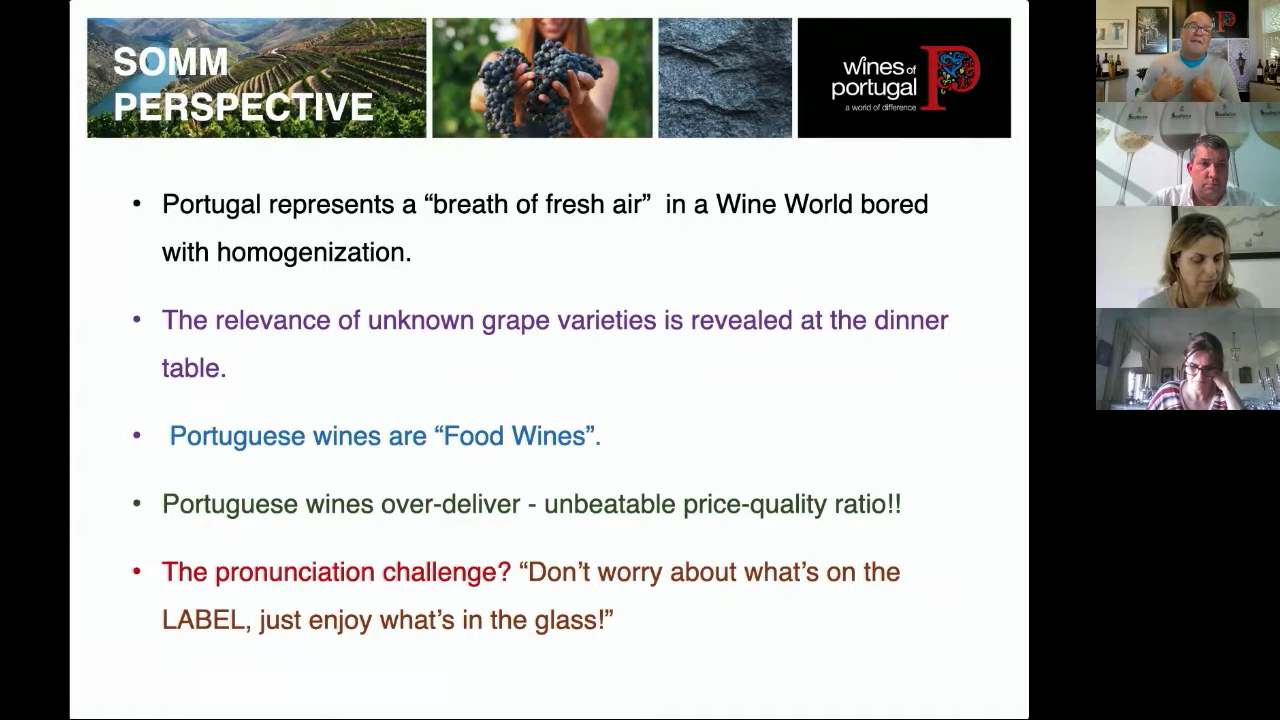 SOMM
PERSPECTIVE
wines of
portugal
a world of difference
• Portugal represents a “breath of fresh air”  in a Wine World bored
with homogenization.
• The relevance of unknown grape varieties is revealed at the dinner
table.
• Portuguese wines are “Food Wines”.
• Portuguese wines over-deliver - unbeatable price-quality ratio!!
• The pronunciation challenge? “Don’t worry about what’s on the
LABEL, just enjoy what’s in the glass!”